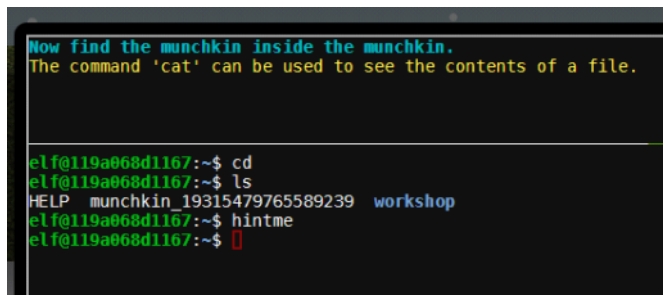 Now find the munchkin inside the munchkin.
The command 'cat' can be used to see the contents of a file.
elf@119a068d1167:~$ cd
elf@119a068d1167:~$ ls
HELP  munchkin_19315479765589239  workshop
elf@119a068d1167:~$ hintme
elf@119a068d1167:~$